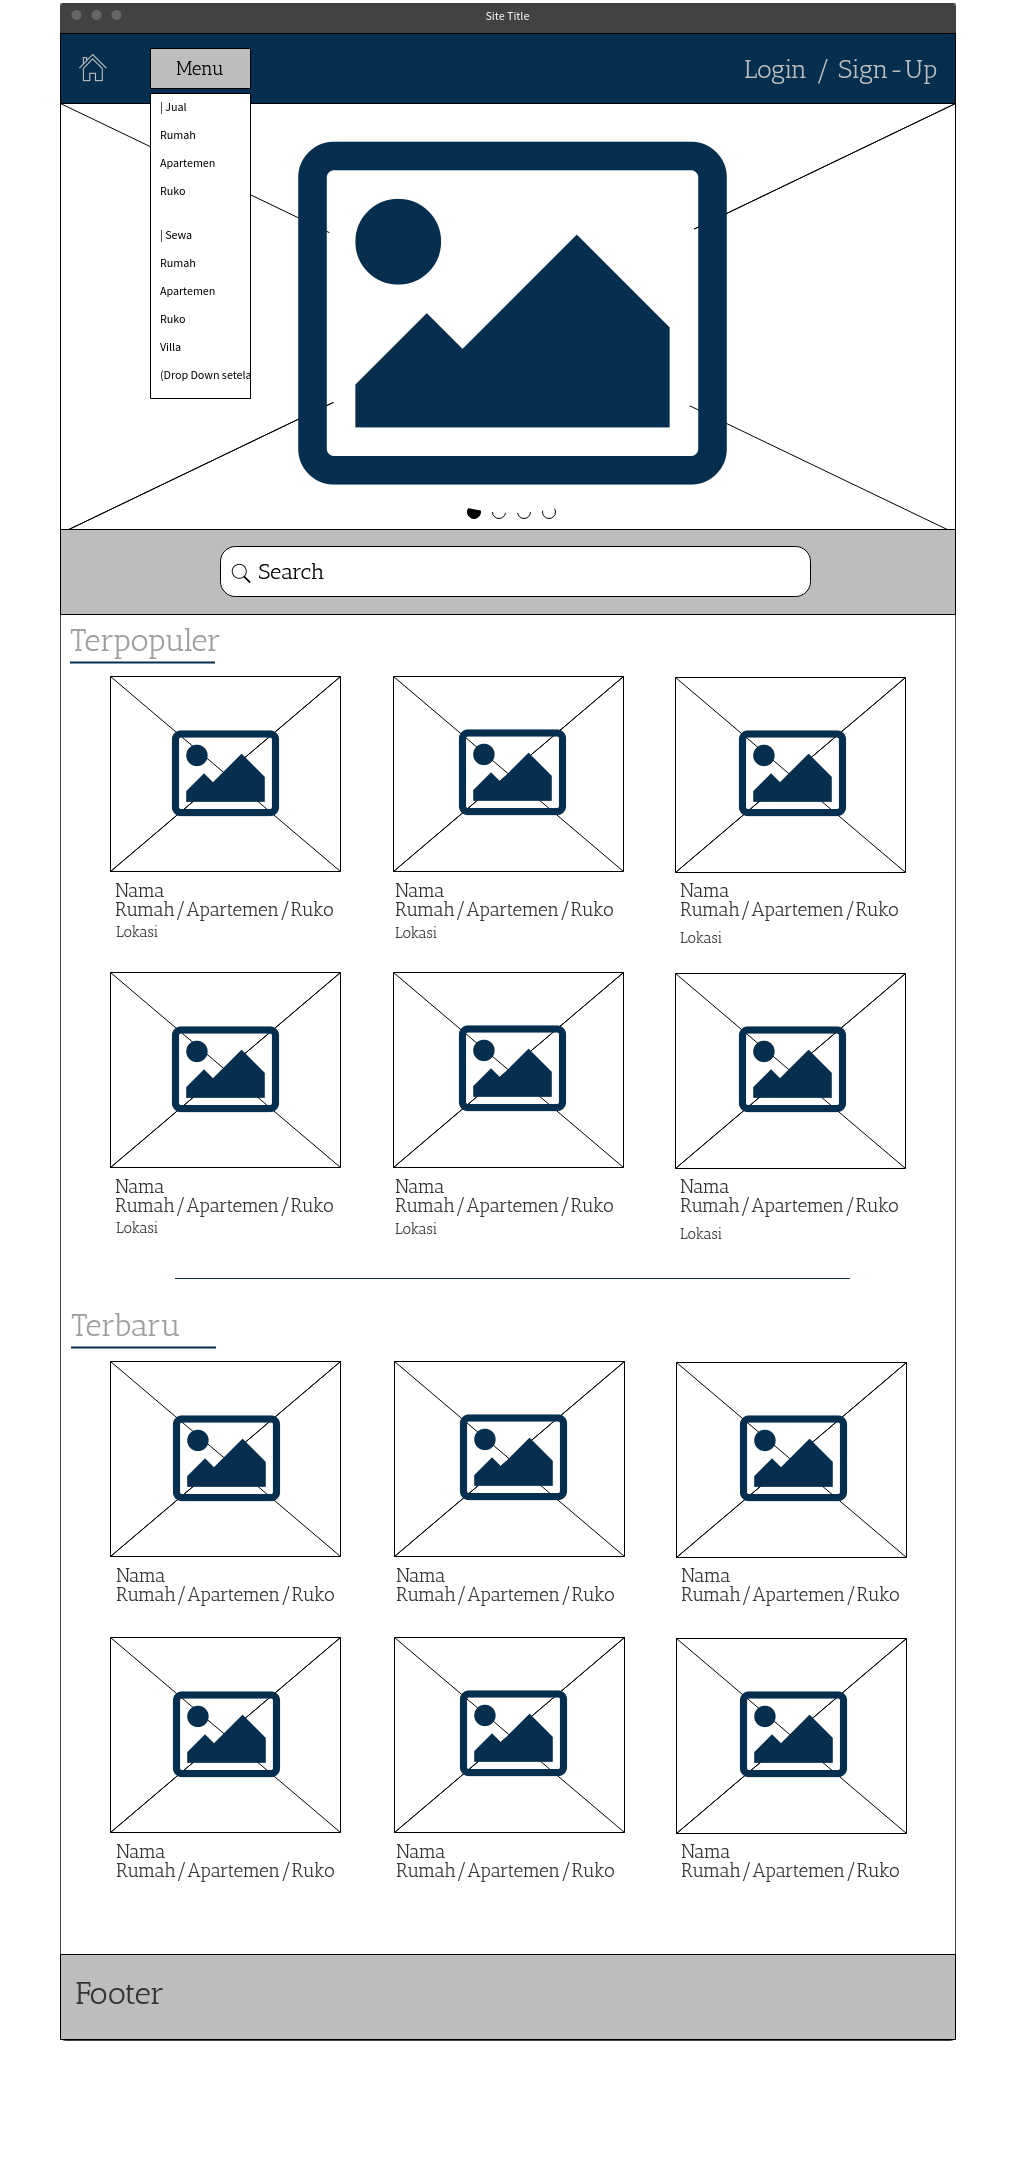 Site Title
Menu
Login / Sign-Up
| Jual
Rumah
Apartemen
Ruko
| Sewa
Rumah
Apartemen
Ruko
Villa
(Drop Down setela
Search
Terpopuler
Nama
Rumah/Apartemen/Ruko
Lokasi
Nama
Rumah/Apartemen/Ruko
Lokasi
Nama
Rumah/Apartemen/Ruko
Lokasi
Nama
Rumah/Apartemen/Ruko
Lokasi
Nama
Rumah/Apartemen/Ruko
Lokasi
Nama
Rumah/Apartemen/Ruko
Lokasi
Terbaru
Nama
Rumah/Apartemen/Ruko
Nama
Rumah/Apartemen/Ruko
Nama
Rumah/Apartemen/Ruko
Nama
Rumah/Apartemen/Ruko
Nama
Rumah/Apartemen/Ruko
Nama
Rumah/Apartemen/Ruko
Footer